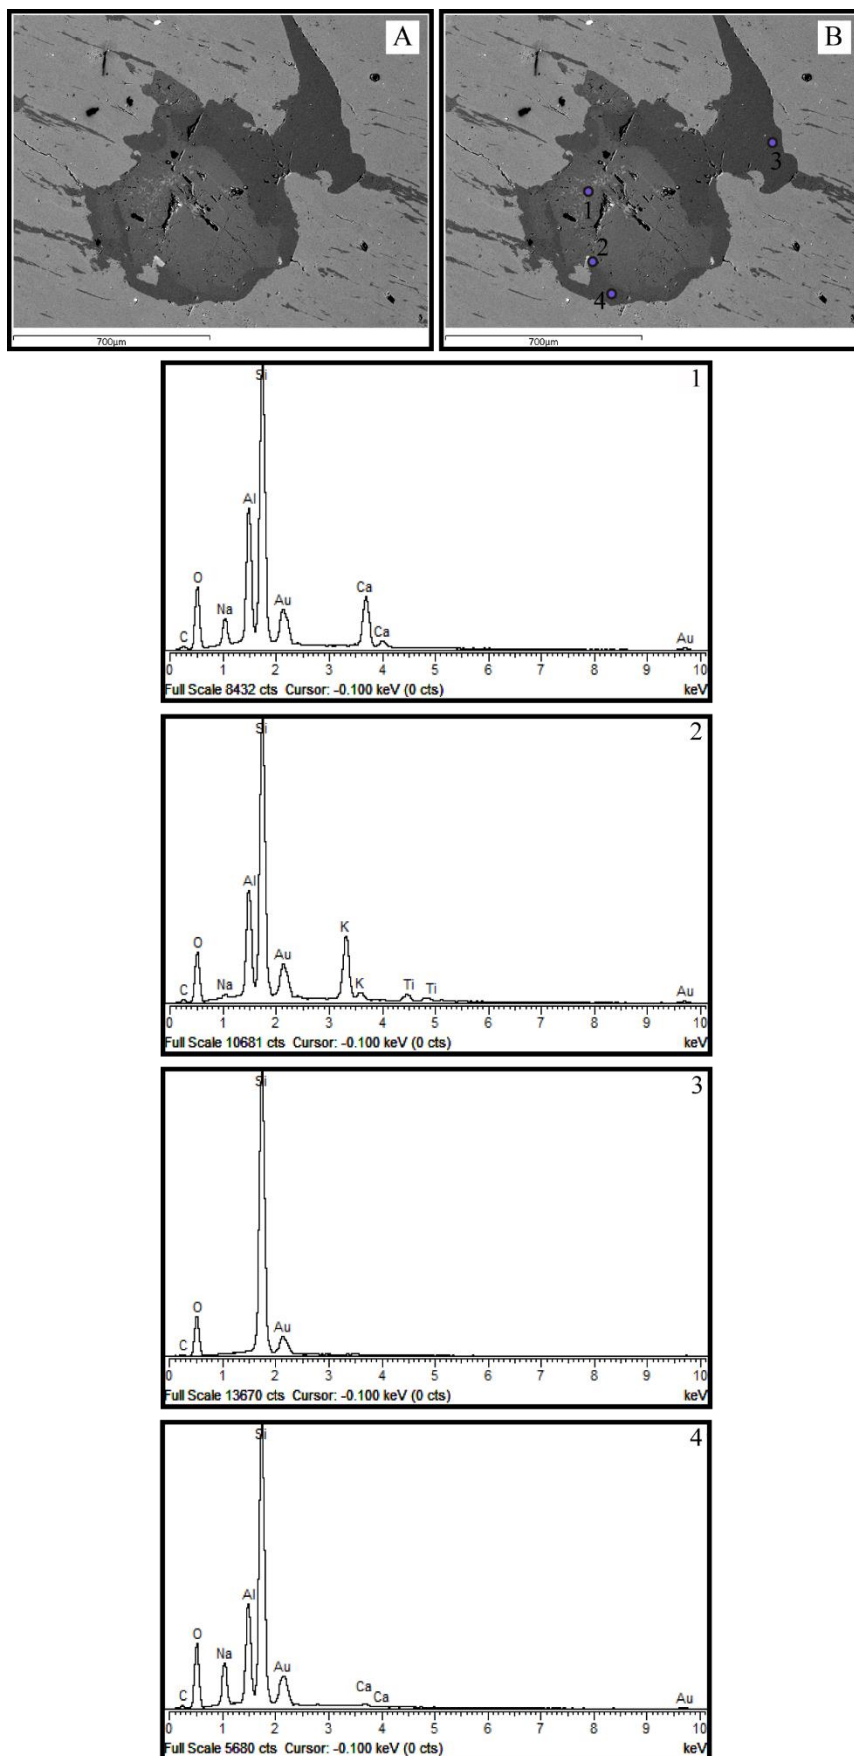 A
B
3
1
2
4
700µm
700µm
1
Si
Al
O
Ca
Na
Au
Ca
C
Au
0 1 2 3 4 5 6 7 8 9 10
Full Scale 8432 cts Cursor: -0.100 keV (0 cts) keV
2
Si
Al
K
O
Au
Na
K
Ti
Ti
C
Au
0 1 2 3 4 5 6 7 8 9 10
Full Scale 10681 cts Cursor: -0.100 keV (0 cts) keV
3
Si
O
Au
C
0 1 2 3 4 5 6 7 8 9 10
Full Scale 13670 cts Cursor: -0.100 keV (0 cts) keV
4
Si
Al
O
Na
Au
Ca
Ca
C
Au
0 1 2 3 4 5 6 7 8 9 10
Full Scale 5680 cts Cursor: -0.100 keV (0 cts) keV